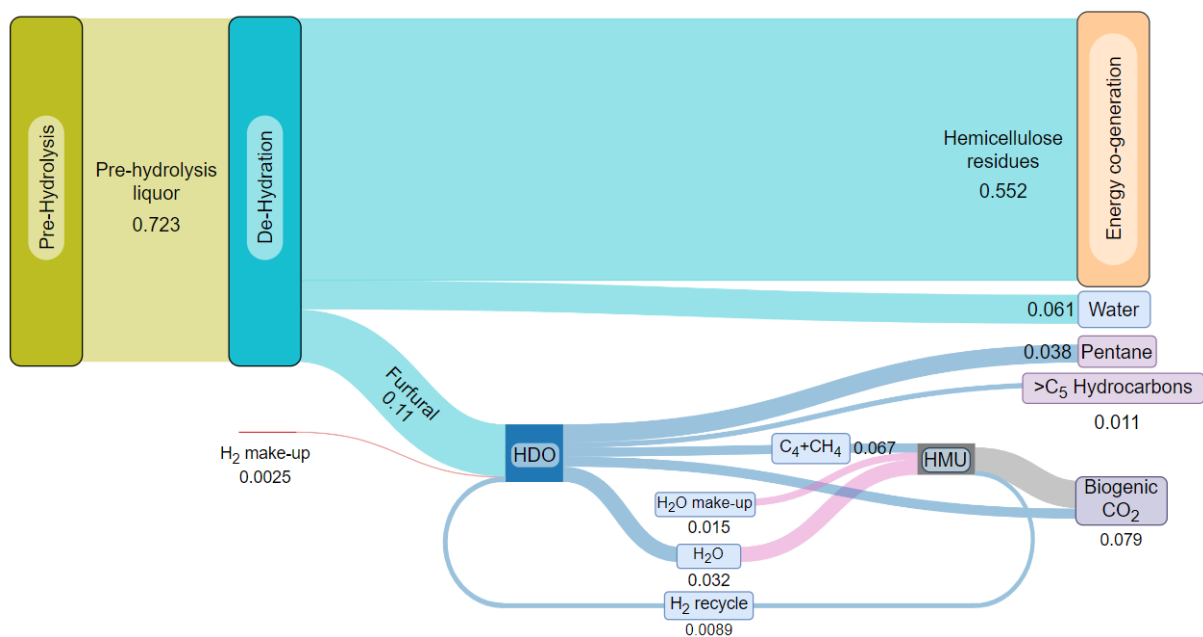 Pre-Hydrolysis
Pre-hydrolysis
liquor
0.723
De-Hydration
Hemicellulose
residues
0.552
Energy co-generation
0.061
Water
Furfural
0.11
0.038
Pentane
>C₅ Hydrocarbons
0.011
H₂ make-up
0.0025
HDO
C₄+CH₄
0.067
HMU
H₂O make-up
0.015
Biogenic
CO₂
0.079
H₂O
0.032
H₂ recycle
0.0089